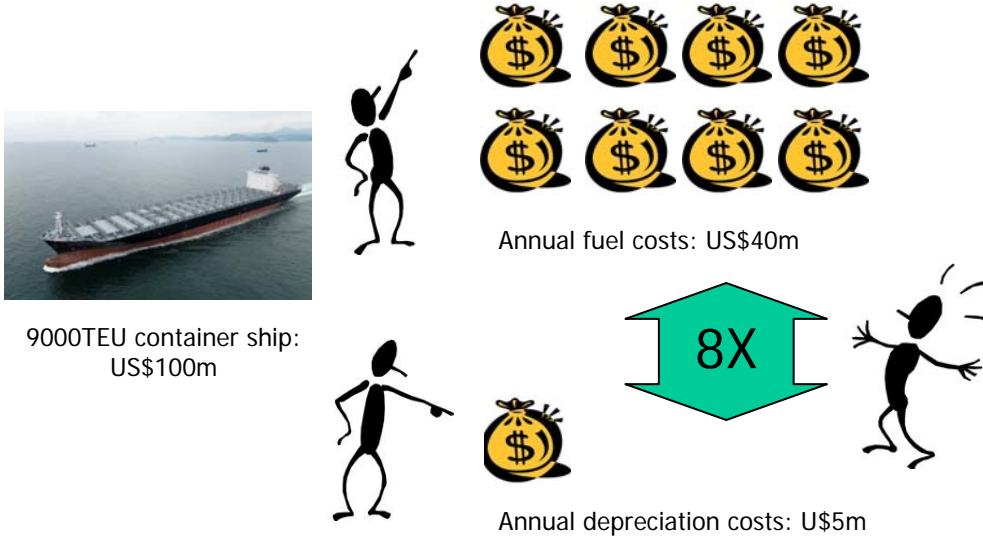 $ $ $ $
$ $ $ $
Annual fuel costs: US$40m
9000TEU container ship:
US$100m
8X
$
Annual depreciation costs: U$5m